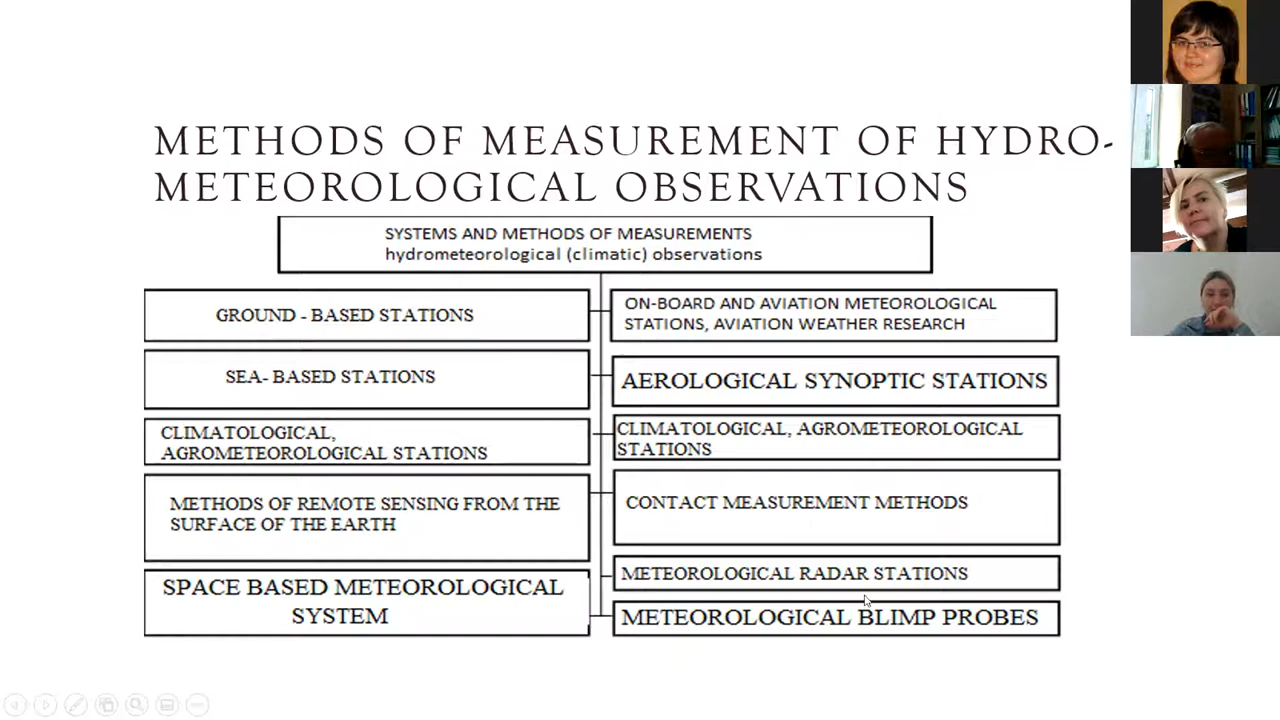 METHODS OF MEASUREMENT OF HYDRO-
METEOROLOGICAL OBSERVATIONS
SYSTEMS AND METHODS OF MEASUREMENTS
hydrometeorological (climatic) observations
GROUND - BASED STATIONS
ON-BOARD AND AVIATION METEOROLOGICAL
STATIONS, AVIATION WEATHER RESEARCH
SEA- BASED STATIONS
AEROLOGICAL SYNOPTIC STATIONS
CLIMATOLOGICAL,
AGROMETEOROLOGICAL STATIONS
CLIMATOLOGICAL, AGROMETEOROLOGICAL
STATIONS
METHODS OF REMOTE SENSING FROM THE
SURFACE OF THE EARTH
CONTACT MEASUREMENT METHODS
SPACE BASED METEOROLOGICAL
SYSTEM
METEOROLOGICAL RADAR STATIONS
METEOROLOGICAL BLIMP PROBES